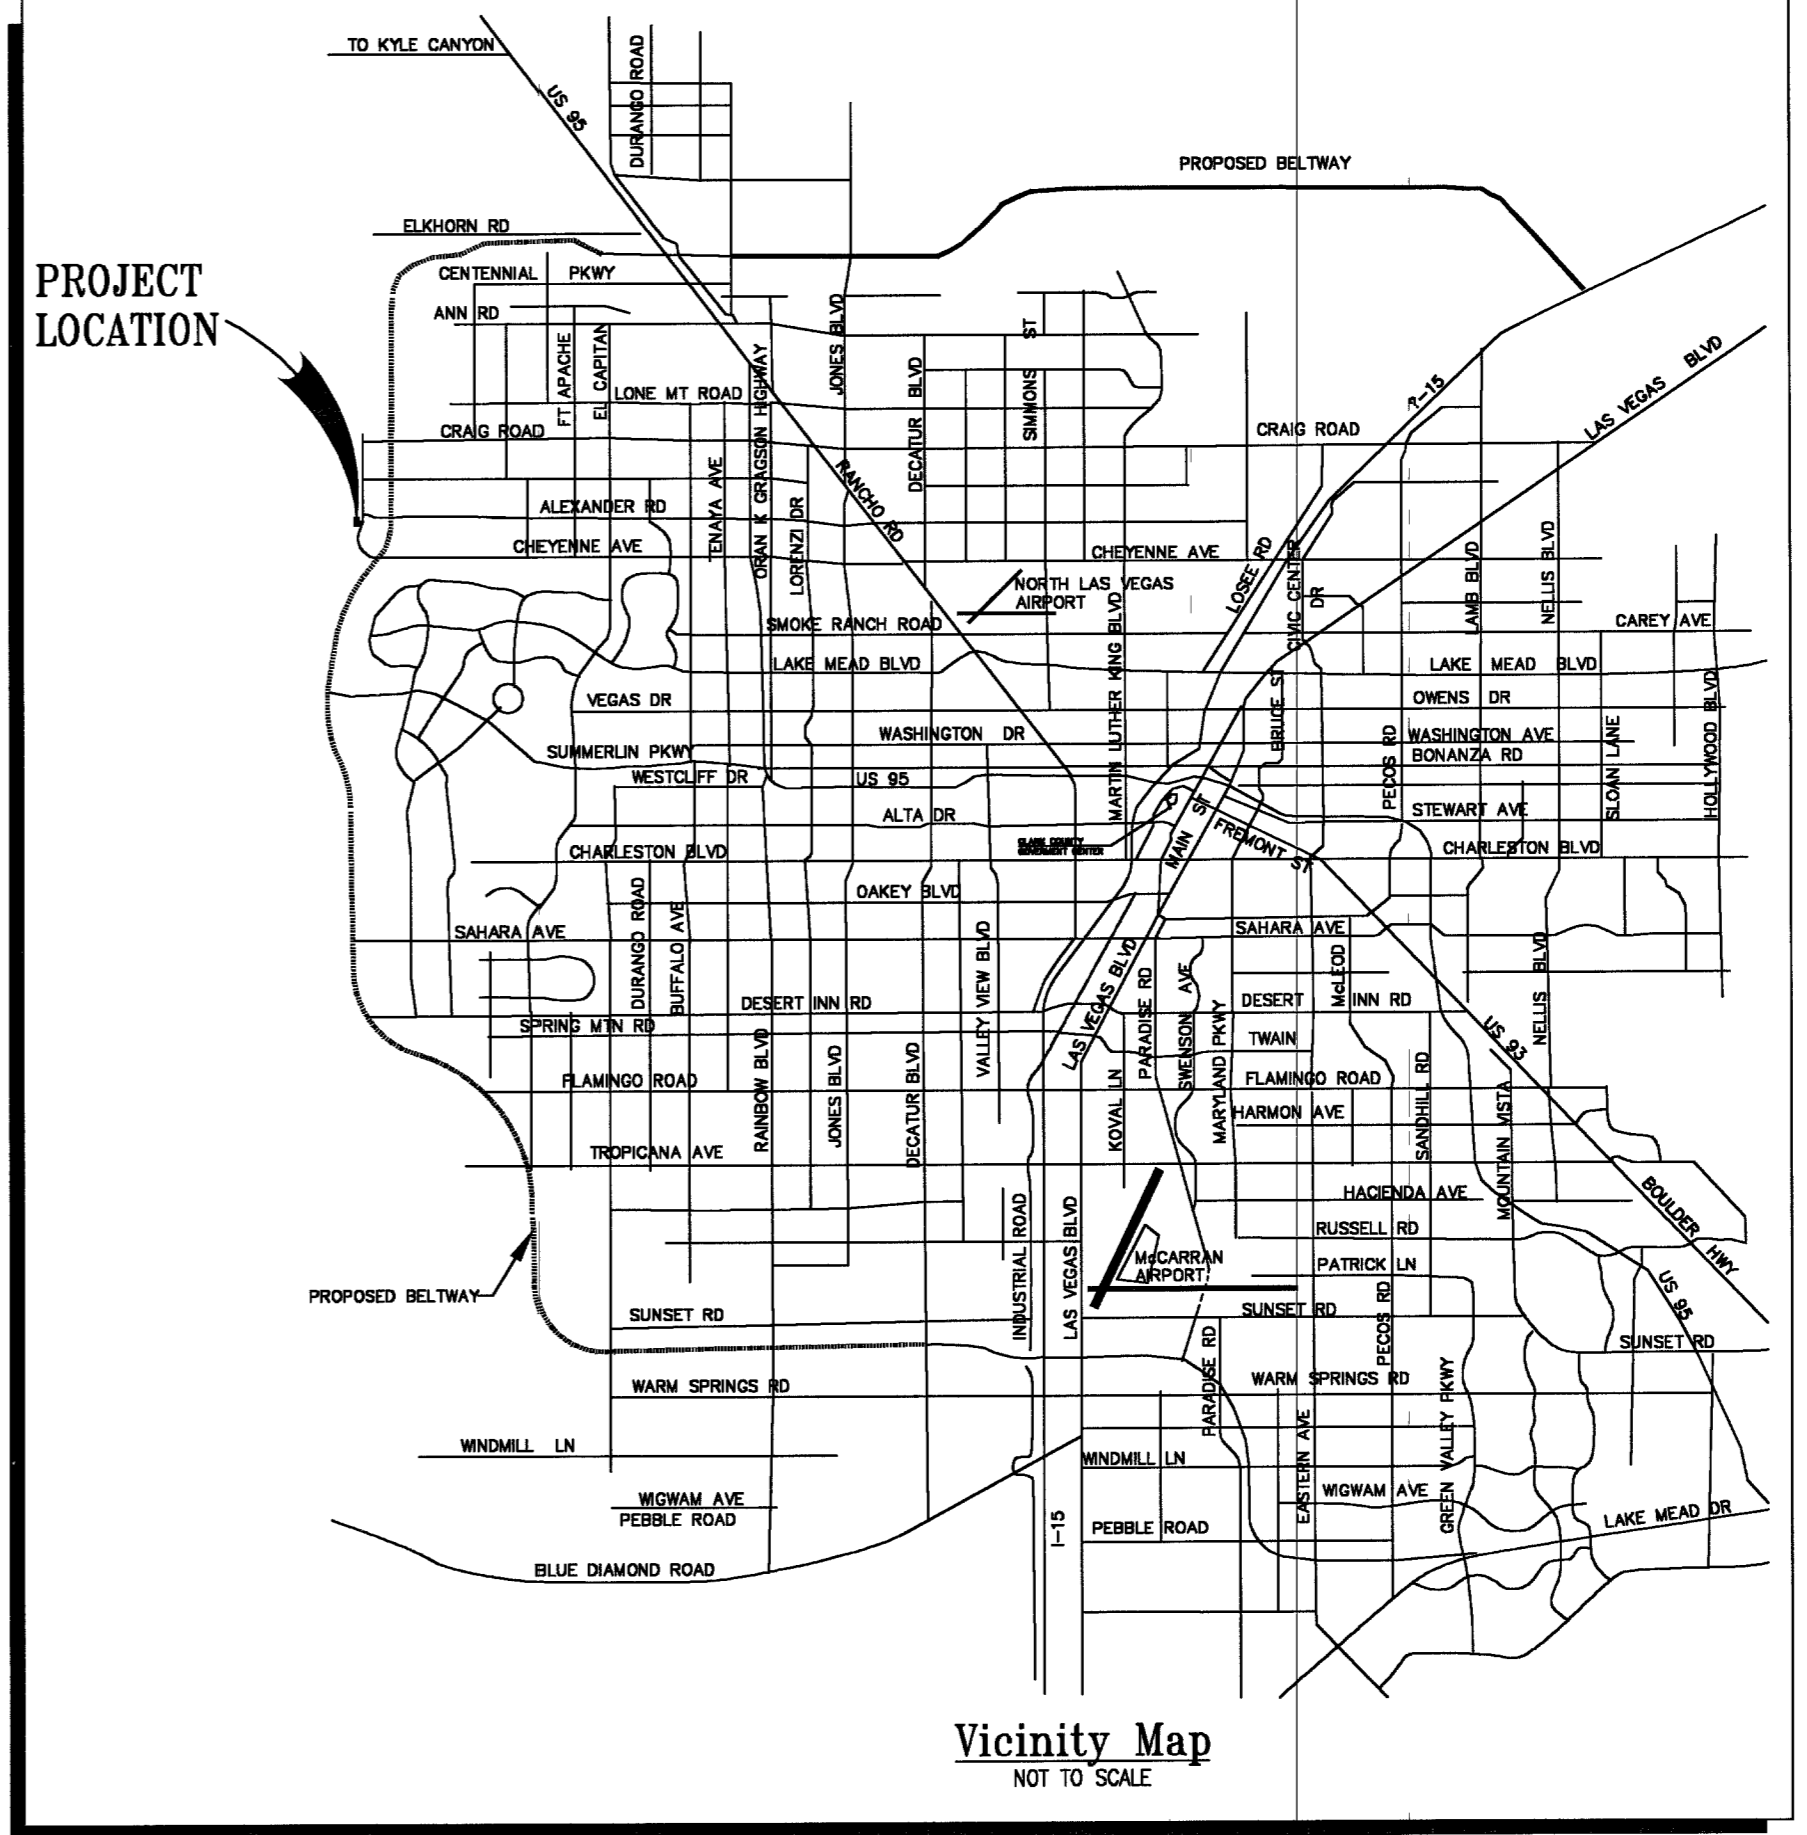 TO KYLE CANYON
US 95
DURANGO ROAD
PROPOSED BELTWAY
ELKHORN RD
PROJECT
LOCATION
CENTENNIAL PKWY
ANN RD
FT APACHE
EL CAPITAN
JONES BLVD
DECATUR BLVD
SIMMONS ST
LONE MT ROAD
ORAN K GRAGSON HIGHWAY
CRAIG ROAD
CRAIG ROAD
LAS VEGAS BLVD
TENAYA AVE
RANCHO RD
ALEXANDER RD
LORENZI DR
CHEYENNE AVE
CHEYENNE AVE
LOSEE RD
CIVIC CENTER DR
LAMB BLVD
NELLIS BLVD
NORTH LAS VEGAS
AIRPORT
SMOKE RANCH ROAD
CAREY AVE
MARTIN LUTHER KING BLVD
LAKE MEAD BLVD
LAKE MEAD BLVD
VEGAS DR
OWENS DR
BRUCE ST
HOLLYWOOD BLVD
WASHINGTON DR
WASHINGTON AVE
SUMMERLIN PKWY
BONANZA RD
PECOS RD
SLOAN LANE
WESTCLIFF DR
US 95
ALTA DR
STEWART AVE
MAIN ST
FREMONT ST
CLARK COUNTY
GOVERNMENT CENTER
CHARLESTON BLVD
CHARLESTON BLVD
OAKEY BLVD
DURANGO ROAD
BUFFALO AVE
SAHARA AVE
SAHARA AVE
VALLEY VIEW BLVD
LAS VEGAS BLVD
PARADISE RD
SWENSON AVE
McLEOD
NELLIS BLVD
DESERT INN RD
DESERT INN RD
SPRING MTN RD
MARYLAND PKWY
TWAIN
US 93
RAINBOW BLVD
JONES BLVD
DECATUR BLVD
KOVAL LN
SANDHILL RD
MOUNTAIN VISTA
FLAMINGO ROAD
FLAMINGO ROAD
HARMON AVE
TROPICANA AVE
HACIENDA AVE
BOULDER HWY
INDUSTRIAL ROAD
LAS VEGAS BLVD
RUSSELL RD
McCARRAN
AIRPORT
PATRICK LN
US 95
PROPOSED BELTWAY
SUNSET RD
SUNSET RD
PECOS RD
SUNSET RD
PARADISE RD
WARM SPRINGS RD
WARM SPRINGS RD
GREEN VALLEY PKWY
EASTERN AVE
WINDMILL LN
WINDMILL LN
WIGWAM AVE
WIGWAM AVE
PEBBLE ROAD
PEBBLE ROAD
I-15
LAKE MEAD DR
BLUE DIAMOND ROAD
Vicinity Map
NOT TO SCALE